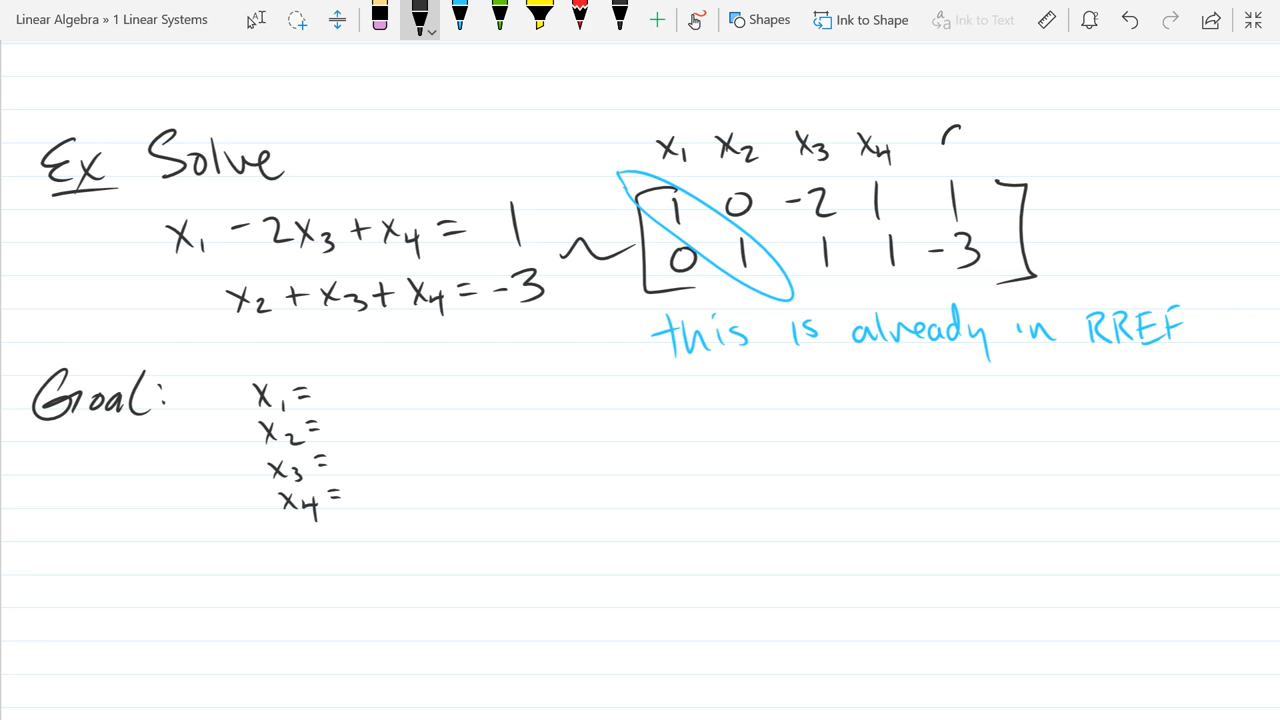 Linear Algebra » 1 Linear Systems
Shapes
Ink to Shape
Ink to Text
Ex Solve
x₁ - 2x₃ + x₄ = 1
x₂ + x₃ + x₄ = -3
x₁ x₂ x₃ x₄
1 0 -2 1 1
0 1 1 1 -3
this is already in RREF
Goal: x₁ =
x₂ =
x₃ =
x₄ =